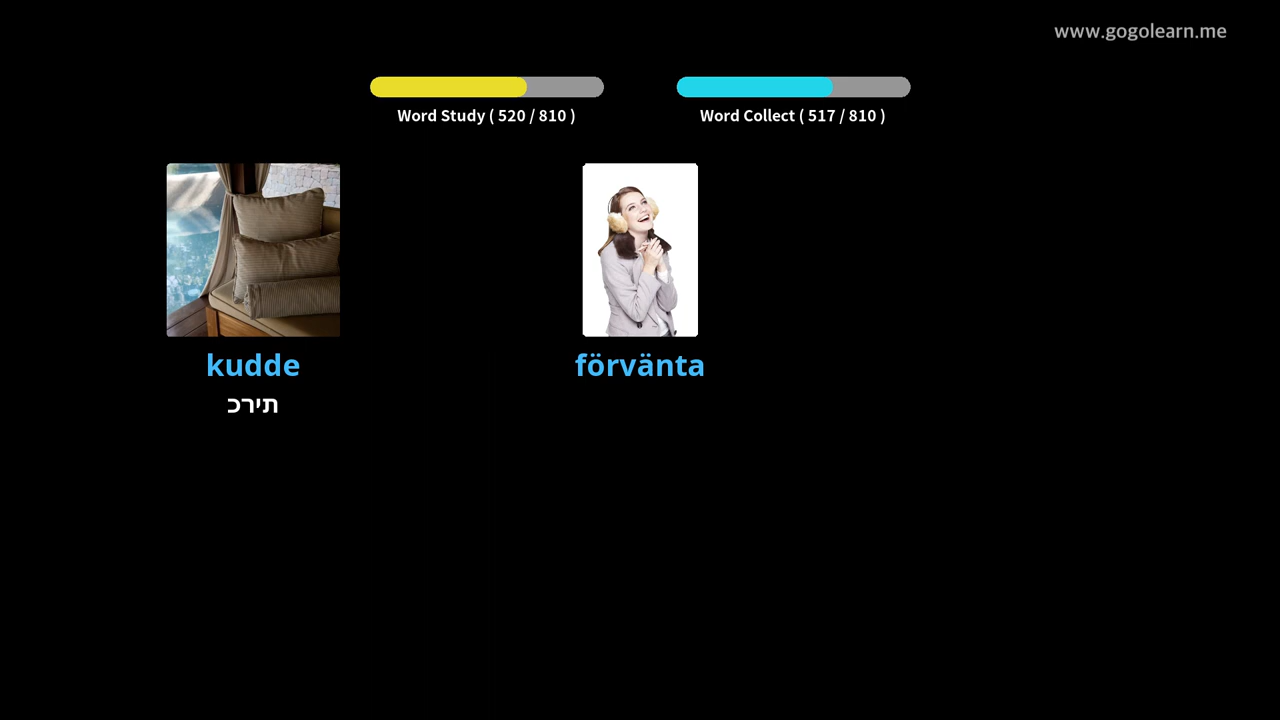 www.gogolearn.me
Word Study ( 520 / 810 )
Word Collect ( 517 / 810 )
kudde
תירכ
förvänta